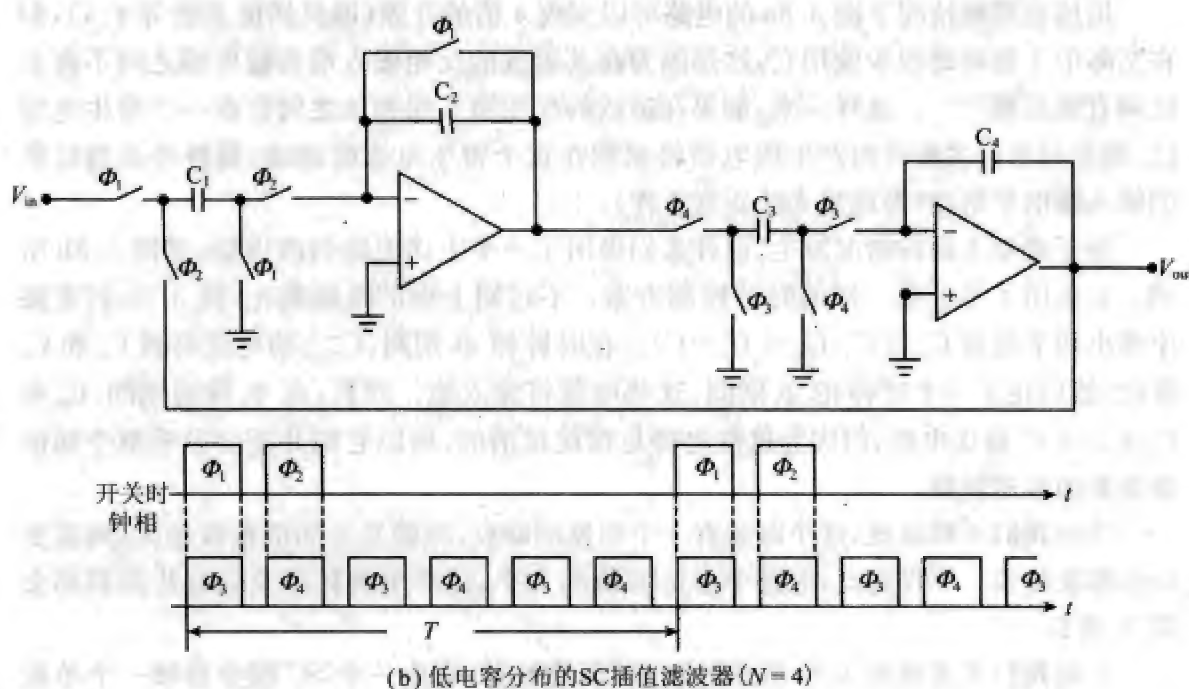 Φ₁
C₂
C₄
V_in Φ₁ C₁ Φ₂ −
Φ₄ C₃ Φ₃ −
Φ₂ Φ₁ +
V_out
Φ₃ Φ₄ +
Φ₁ Φ₂ Φ₁ Φ₂
开关时 t
钟相
Φ₃ Φ₄ Φ₃ Φ₄ Φ₃ Φ₄ Φ₃ Φ₄ Φ₃ Φ₄ Φ₃
t
T
(b) 低电容分布的SC插值滤波器(N=4)